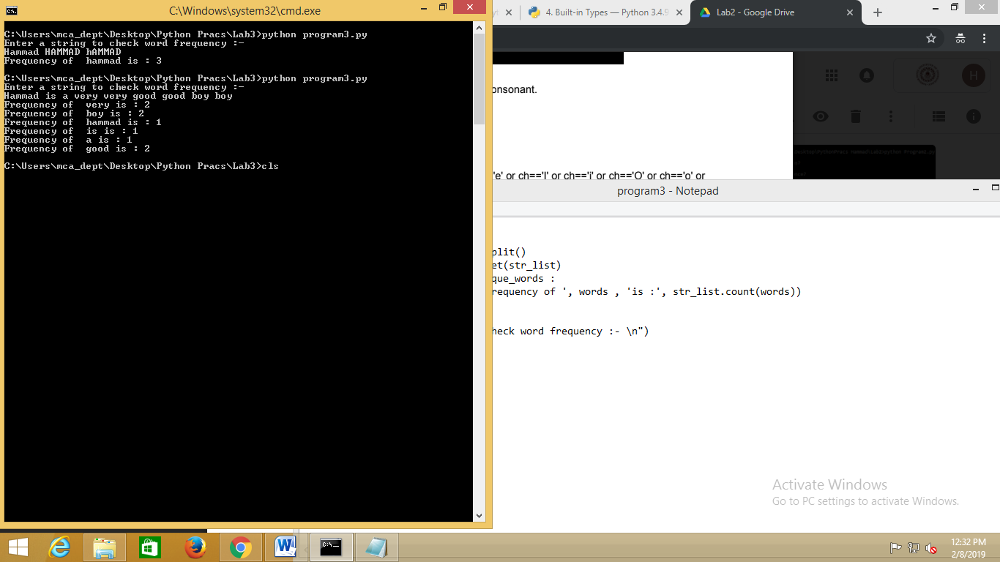 C:\Windows\system32\cmd.exe
C:\Users\mca_dept\Desktop\Python Pracs\Lab3>python program3.py
Enter a string to check word frequency :-
Hammad HAMMAD hAMMAD
Frequency of  hammad is : 3
C:\Users\mca_dept\Desktop\Python Pracs\Lab3>python program3.py
Enter a string to check word frequency :-
Hammad is a very very good good boy boy
Frequency of  very is : 2
Frequency of  boy is : 2
Frequency of  hammad is : 1
Frequency of  is is : 1
Frequency of  a is : 1
Frequency of  good is : 2
C:\Users\mca_dept\Desktop\Python Pracs\Lab3>cls
4. Built-in Types — Python 3.4.9
Lab2 - Google Drive
H
onsonant.
'e' or ch=='I' or ch=='i' or ch=='O' or ch=='o' or
program3 - Notepad
plit()
et(str_list)
que_words :
requency of ', words , 'is :', str_list.count(words))
heck word frequency :- \n")
Activate Windows
Go to PC settings to activate Windows.
12:32 PM
2/8/2019